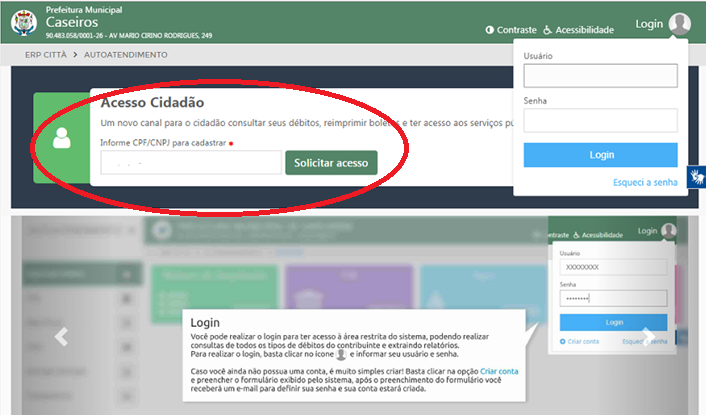 Prefeitura Municipal
Caseiros
90.483.058/0001-26 - AV MARIO CIRINO RODRIGUES, 249
Contraste Acessibilidade Login
ERP CITTÀ > AUTOATENDIMENTO
Usuário
Senha
Login
Esqueci a senha
Acesso Cidadão
Um novo canal para o cidadão consultar seus débitos, reimprimir boletos e ter acesso aos serviços pú
Informe CPF/CNPJ para cadastrar
Solicitar acesso
ntraste Acessibilidade Login
Usuário
XXXXXXXX
Senha
Login
Criar conta Esqueci a senha
Login
Você pode realizar o login para ter acesso à área restrita do sistema, podendo realizar
consultas de todos os tipos de débitos do contribuinte e extraindo relatórios.
Para realizar o login, basta clicar no ícone e informar seu usuário e senha.
Caso você ainda não possua uma conta, é muito simples criar! Basta clicar na opção Criar conta
e preencher o formulário exibido pelo sistema, após o preenchimento do formulário você
receberá um e-mail para definir sua senha e sua conta estará criada.